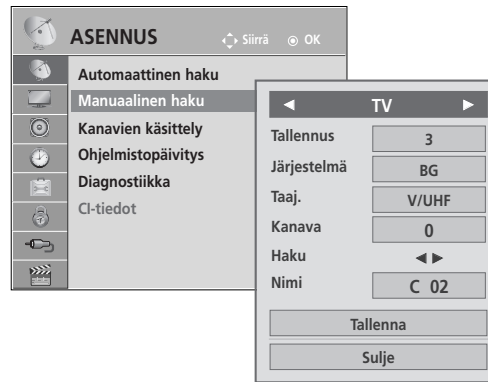 ASENNUS
Siirrä
OK
Automaattinen haku
Manuaalinen haku
Kanavien käsittely
Ohjelmistopäivitys
Diagnostiikka
CI-tiedot
TV
Tallennus 3
Järjestelmä BG
Taaj. V/UHF
Kanava 0
Haku
Nimi C 02
Tallenna
Sulje